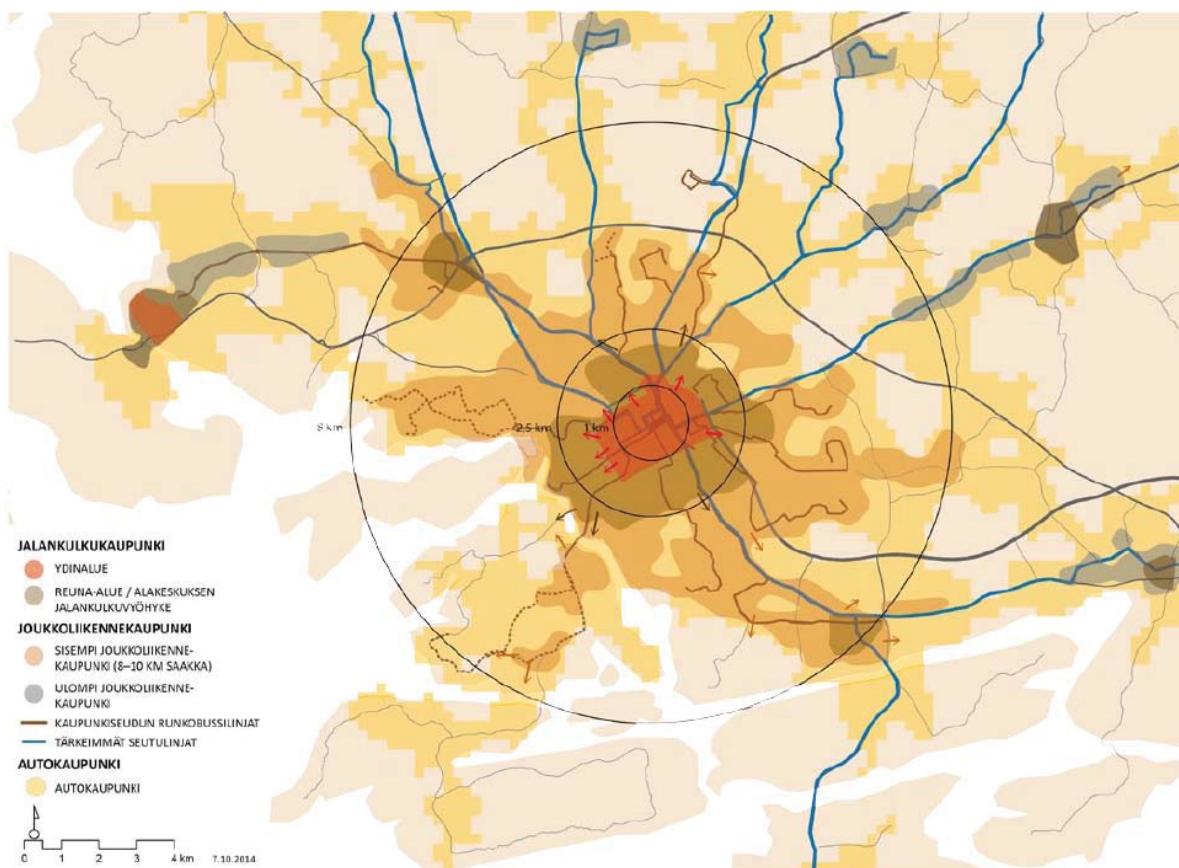 8 km
2,5 km
1 km
JALANKULKUKAUPUNKI
YDINALUE
REUNA-ALUE / ALAKESKUKSEN
JALANKULKUVYÖHYKE
JOUKKOLIIKENNEKAUPUNKI
SISEMPI JOUKKOLIIKENNE-
KAUPUNKI (8–10 KM SAAKKA)
ULOMPI JOUKKOLIIKENNE-
KAUPUNKI
KAUPUNKISEUDUN RUNKOBUSSILINJAT
TÄRKEIMMÄT SEUTULINJAT
AUTOKAUPUNKI
AUTOKAUPUNKI
0 1 2 3 4 km 7.10.2014